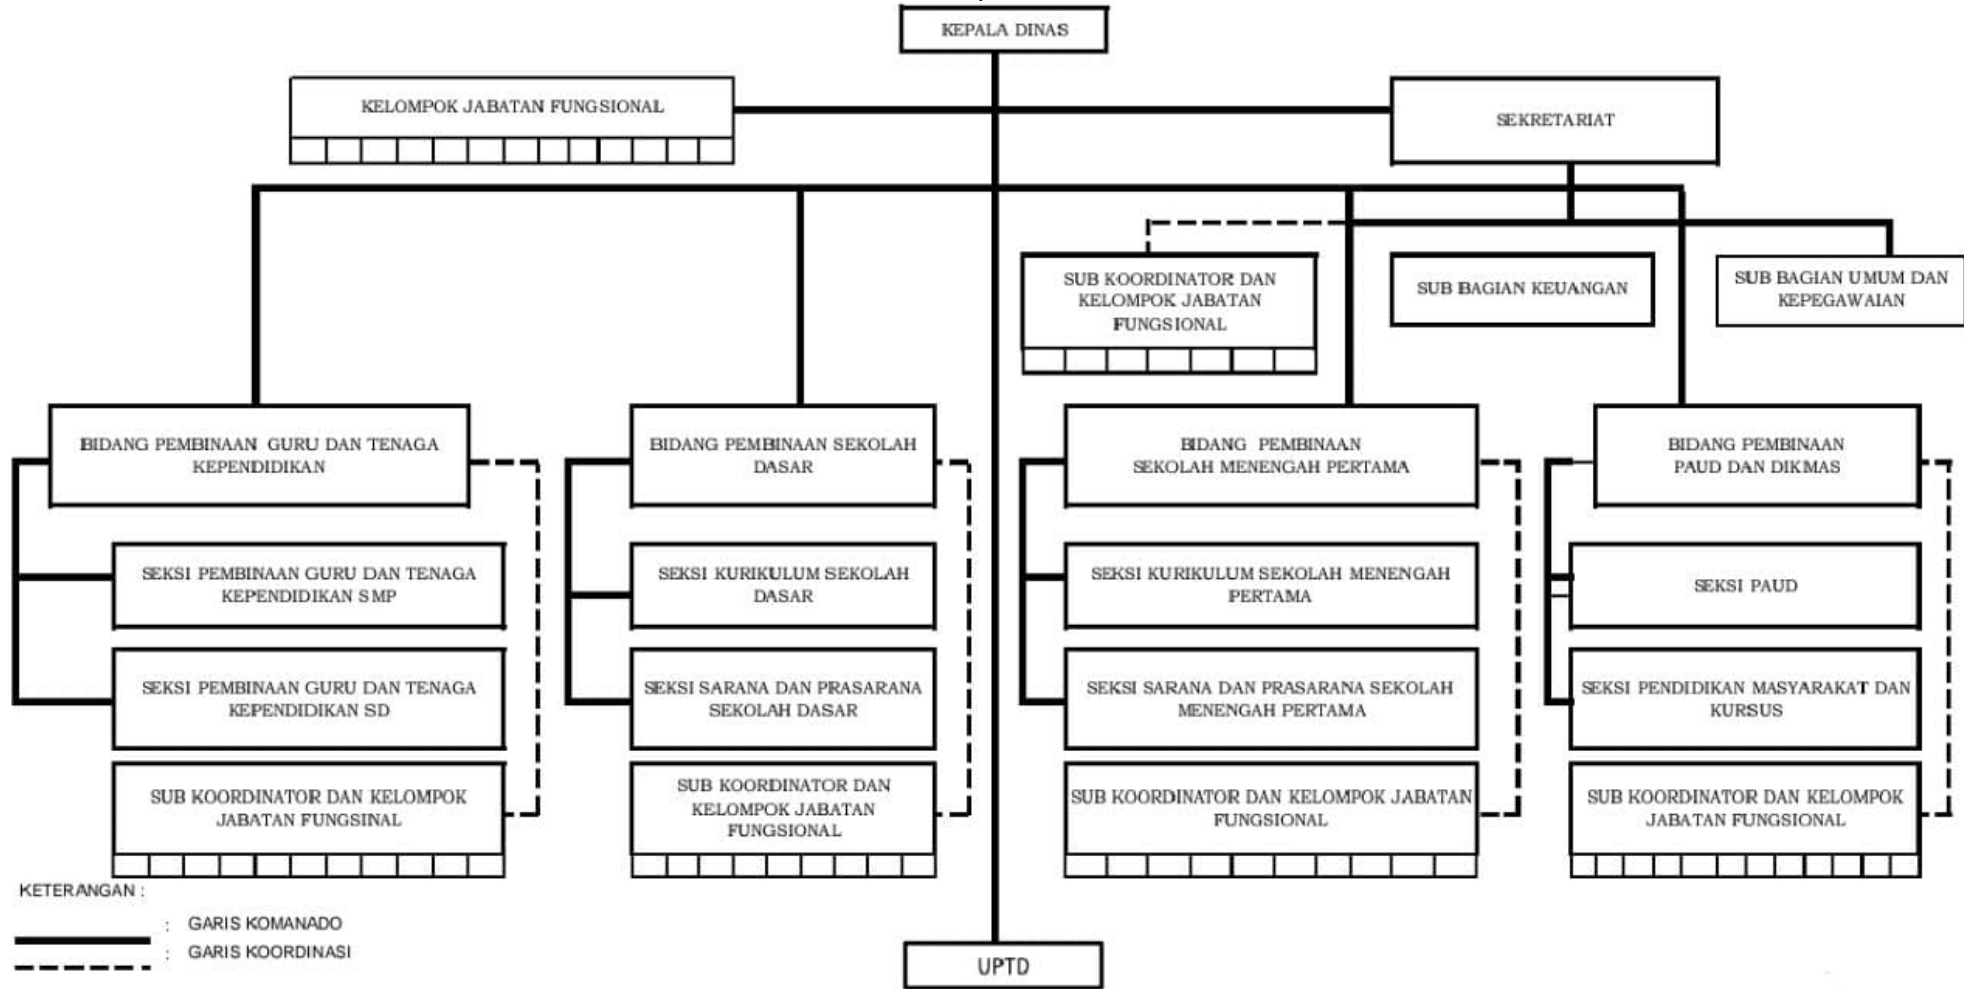 KEPALA DINAS
KELOMPOK JABATAN FUNGSIONAL
SEKRETARIAT
SUB KOORDINATOR DAN
KELOMPOK JABATAN
FUNGSIONAL
SUB BAGIAN KEUANGAN
SUB BAGIAN UMUM DAN
KEPEGAWAIAN
BIDANG PEMBINAAN GURU DAN TENAGA
KEPENDIDIKAN
BIDANG PEMBINAAN SEKOLAH
DASAR
BIDANG PEMBINAAN
SEKOLAH MENENGAH PERTAMA
BIDANG PEMBINAAN
PAUD DAN DIKMAS
SEKSI PEMBINAAN GURU DAN TENAGA
KEPENDIDIKAN SMP
SEKSI KURIKULUM SEKOLAH
DASAR
SEKSI KURIKULUM SEKOLAH MENENGAH
PERTAMA
SEKSI PAUD
SEKSI PEMBINAAN GURU DAN TENAGA
KEPENDIDIKAN SD
SEKSI SARANA DAN PRASARANA
SEKOLAH DASAR
SEKSI SARANA DAN PRASARANA SEKOLAH
MENENGAH PERTAMA
SEKSI PENDIDIKAN MASYARAKAT DAN
KURSUS
SUB KOORDINATOR DAN KELOMPOK
JABATAN FUNGSINAL
SUB KOORDINATOR DAN
KELOMPOK JABATAN
FUNGSIONAL
SUB KOORDINATOR DAN KELOMPOK JABATAN
FUNGSIONAL
SUB KOORDINATOR DAN KELOMPOK
JABATAN FUNGSIONAL
KETERANGAN :
: GARIS KOMANADO
: GARIS KOORDINASI
UPTD